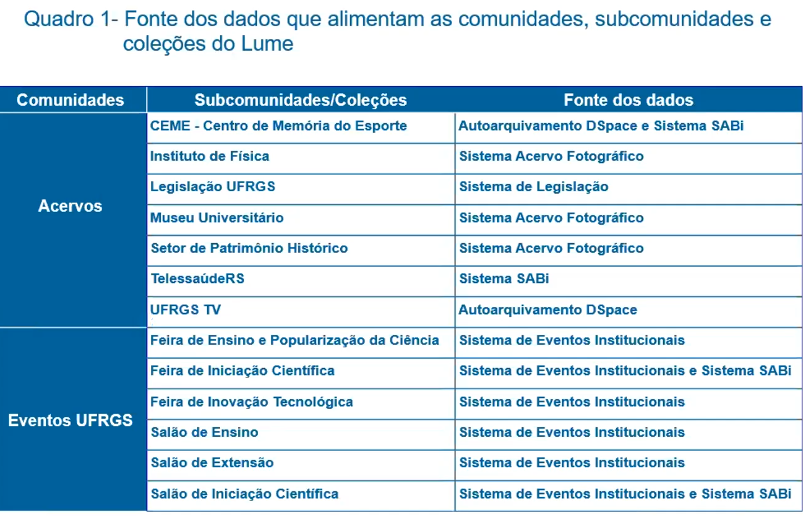 Quadro 1- Fonte dos dados que alimentam as comunidades, subcomunidades e
coleções do Lume
Comunidades Subcomunidades/Coleções Fonte dos dados
Acervos
CEME - Centro de Memória do Esporte Autoarquivamento DSpace e Sistema SABi
Instituto de Física Sistema Acervo Fotográfico
Legislação UFRGS Sistema de Legislação
Museu Universitário Sistema Acervo Fotográfico
Setor de Patrimônio Histórico Sistema Acervo Fotográfico
TelessaúdeRS Sistema SABi
UFRGS TV Autoarquivamento DSpace
Eventos UFRGS
Feira de Ensino e Popularização da Ciência Sistema de Eventos Institucionais
Feira de Iniciação Científica Sistema de Eventos Institucionais e Sistema SABi
Feira de Inovação Tecnológica Sistema de Eventos Institucionais
Salão de Ensino Sistema de Eventos Institucionais
Salão de Extensão Sistema de Eventos Institucionais
Salão de Iniciação Científica Sistema de Eventos Institucionais e Sistema SABi